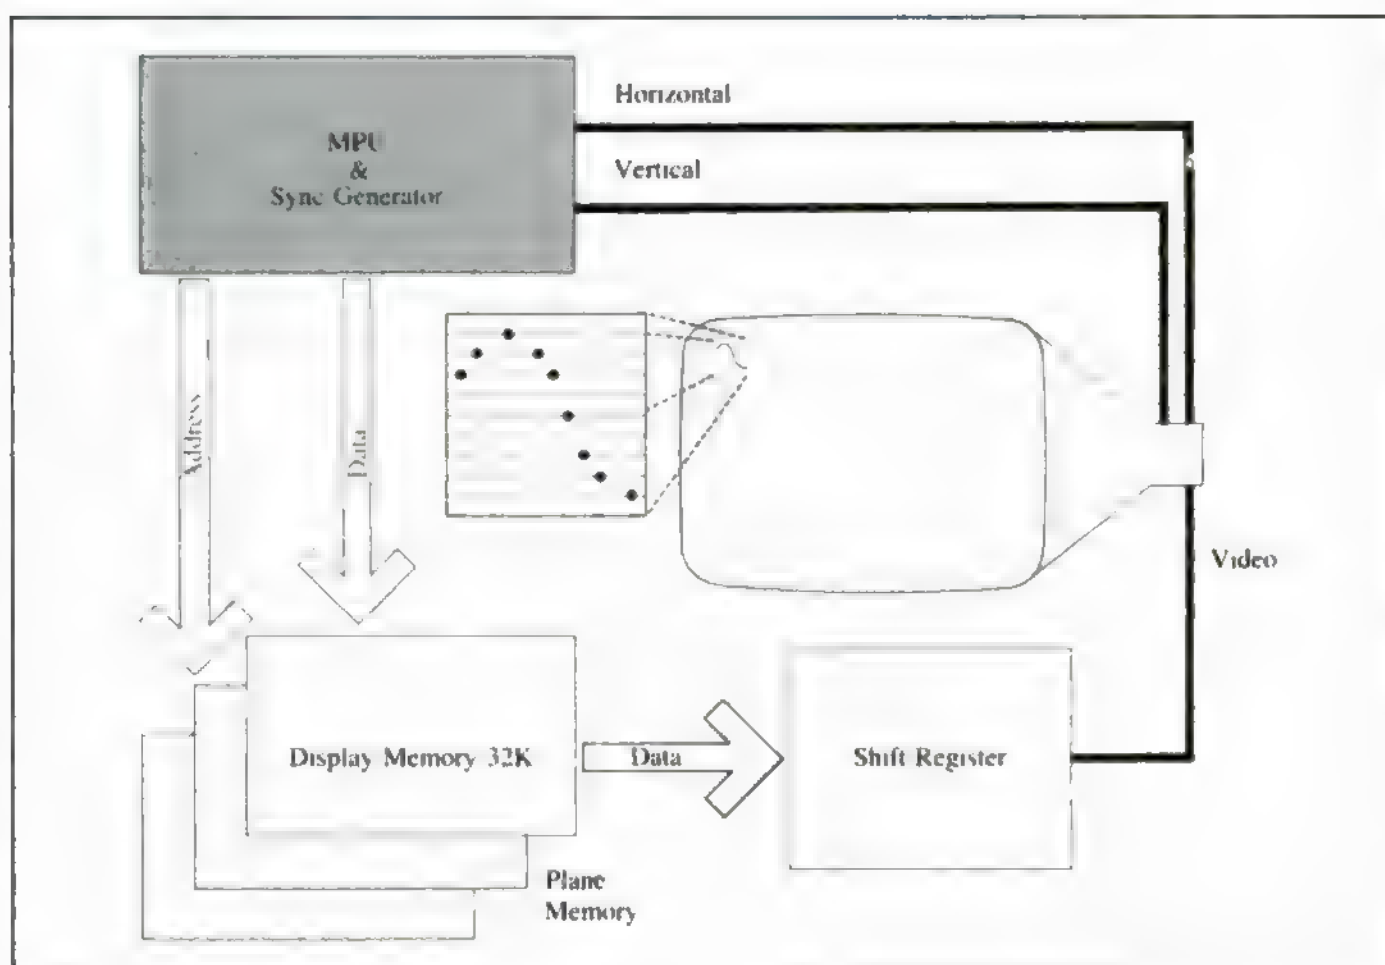 Horizontal
MPU
&
Sync Generator
Vertical
Address
Data
Video
Display Memory 32K
Data
Shift Register
Plane
Memory